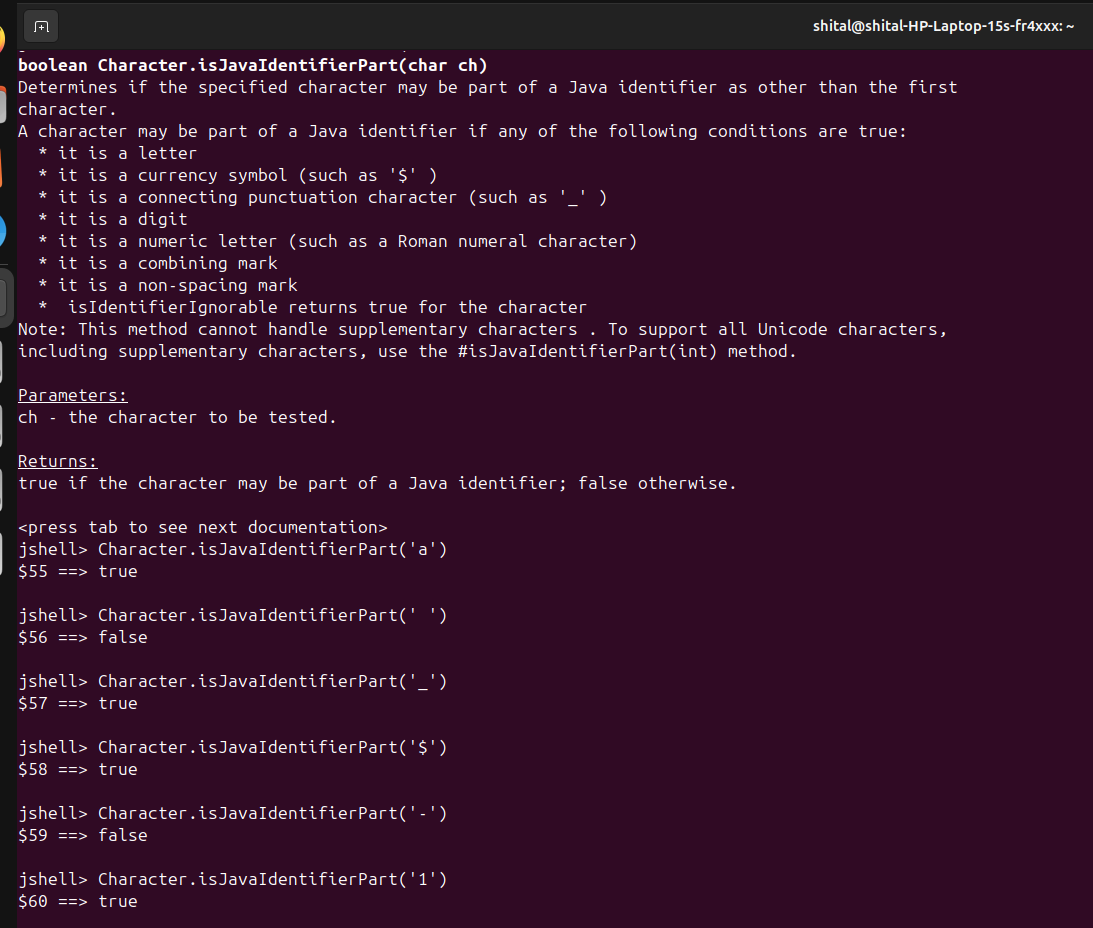 shital@shital-HP-Laptop-15s-fr4xxx: ~
boolean Character.isJavaIdentifierPart(char ch)
Determines if the specified character may be part of a Java identifier as other than the first
character.
A character may be part of a Java identifier if any of the following conditions are true:
  * it is a letter
  * it is a currency symbol (such as '$' )
  * it is a connecting punctuation character (such as '_' )
  * it is a digit
  * it is a numeric letter (such as a Roman numeral character)
  * it is a combining mark
  * it is a non-spacing mark
  *  isIdentifierIgnorable returns true for the character
Note: This method cannot handle supplementary characters . To support all Unicode characters,
including supplementary characters, use the #isJavaIdentifierPart(int) method.
Parameters:
ch - the character to be tested.
Returns:
true if the character may be part of a Java identifier; false otherwise.
<press tab to see next documentation>
jshell> Character.isJavaIdentifierPart('a')
$55 ==> true
jshell> Character.isJavaIdentifierPart(' ')
$56 ==> false
jshell> Character.isJavaIdentifierPart('_')
$57 ==> true
jshell> Character.isJavaIdentifierPart('$')
$58 ==> true
jshell> Character.isJavaIdentifierPart('-')
$59 ==> false
jshell> Character.isJavaIdentifierPart('1')
$60 ==> true